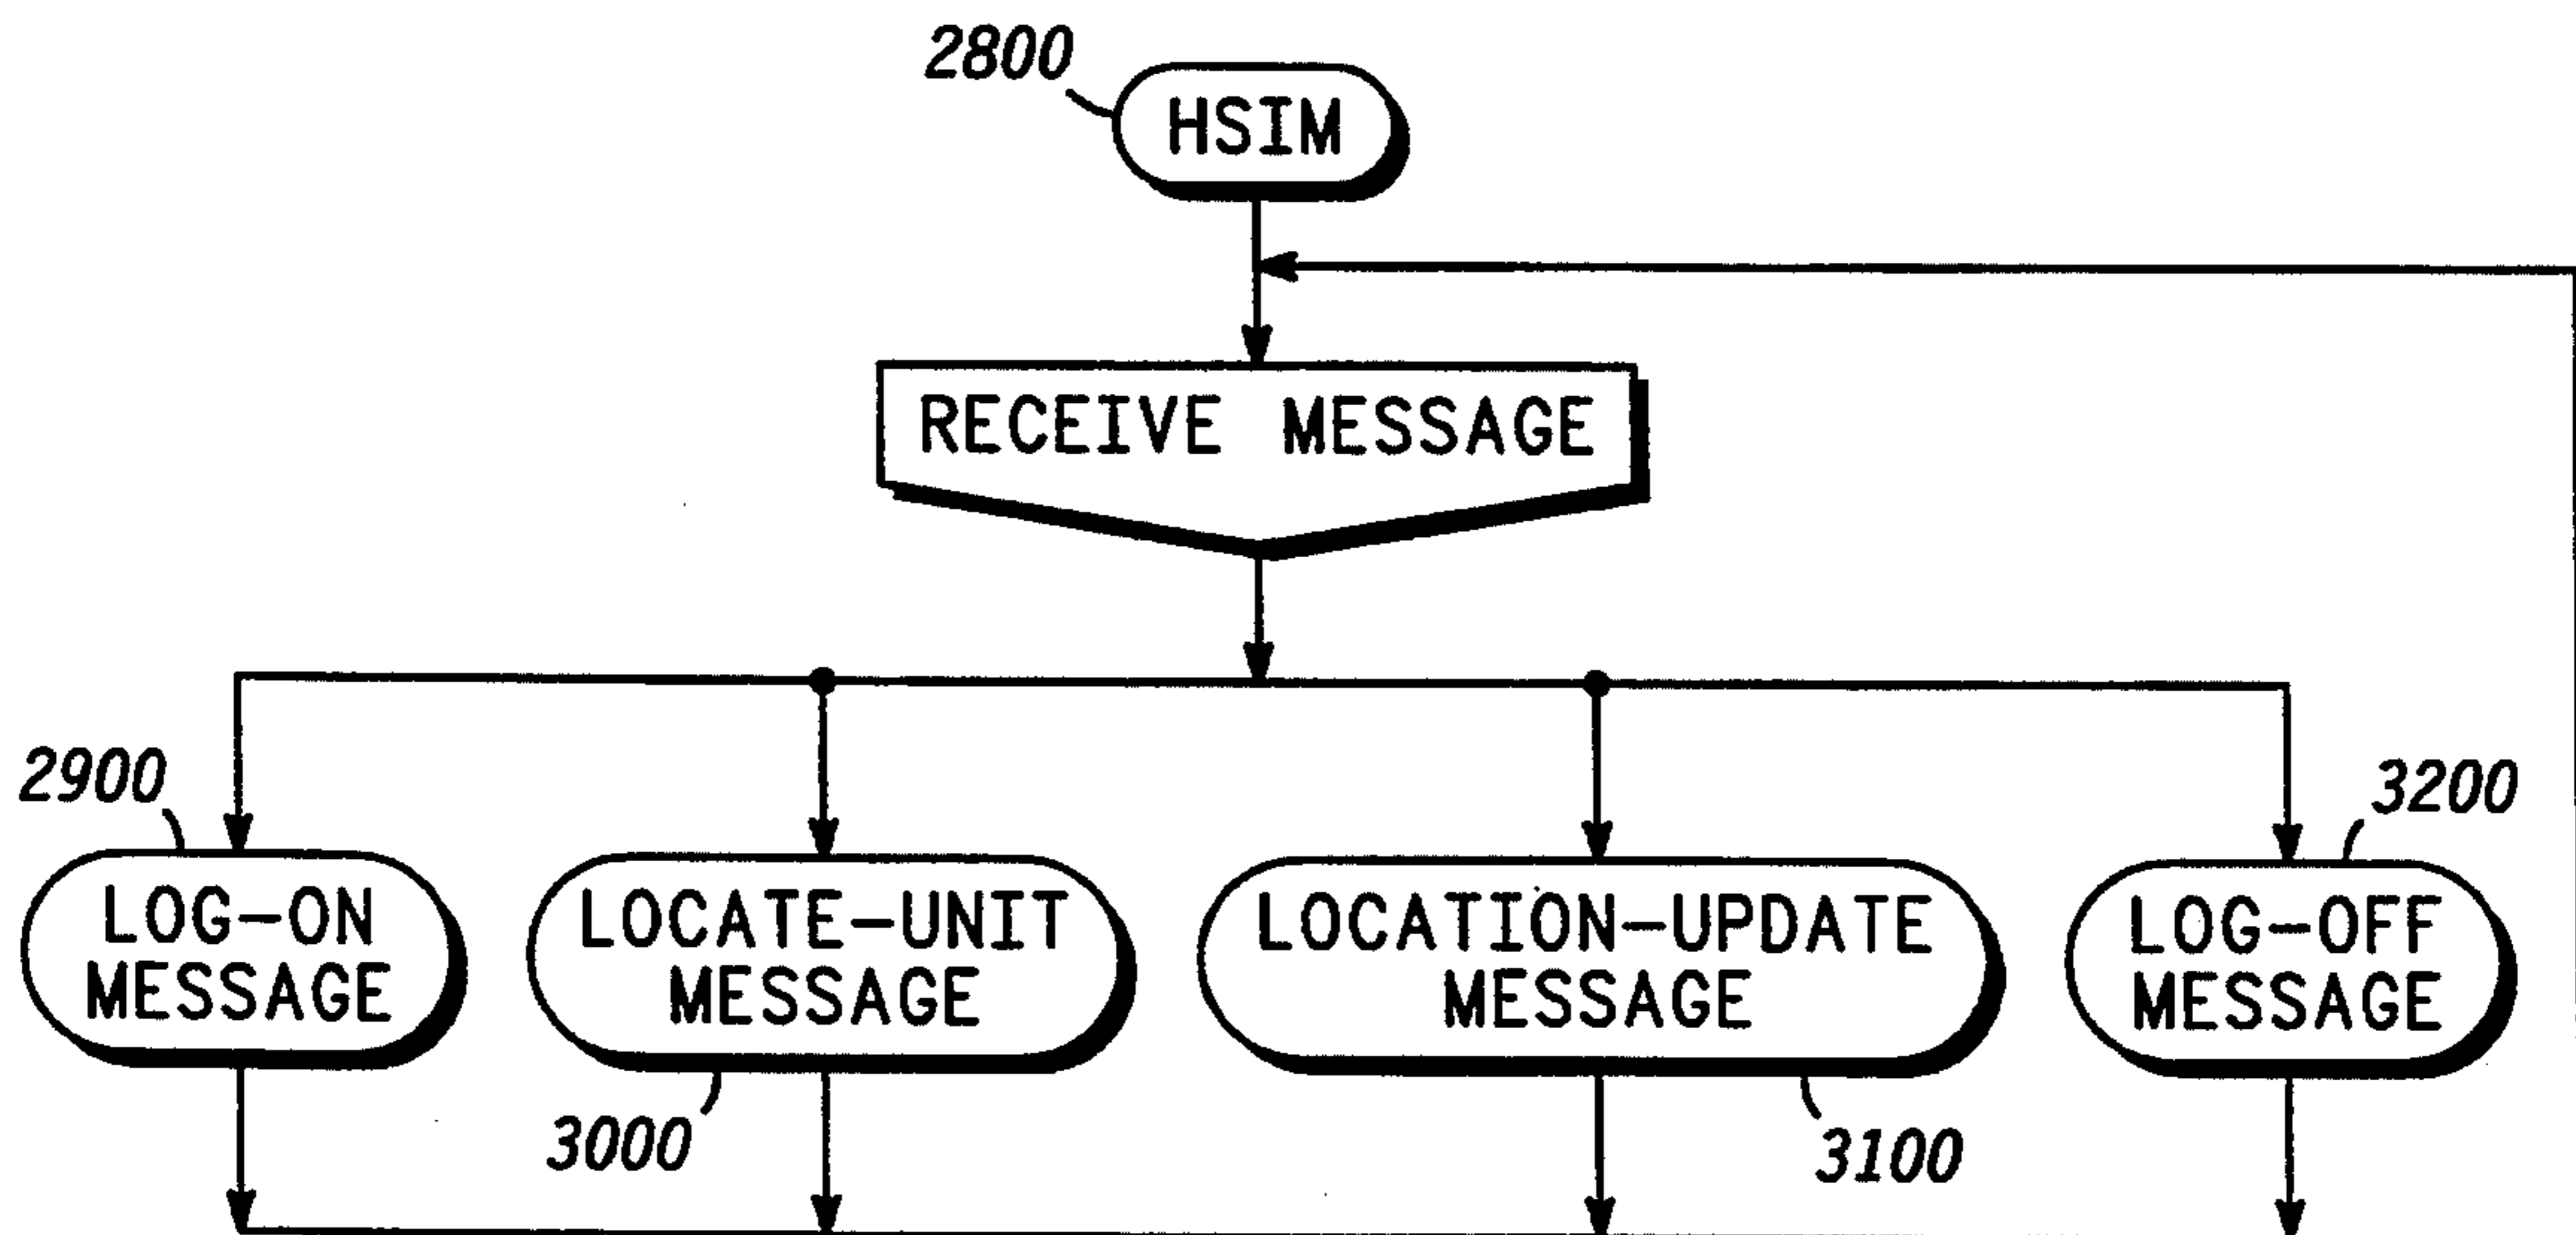 2800
HSIM
RECEIVE MESSAGE
2900
3200
LOG-ON
MESSAGE
LOCATE-UNIT
MESSAGE
LOCATION-UPDATE
MESSAGE
LOG-OFF
MESSAGE
3000
3100